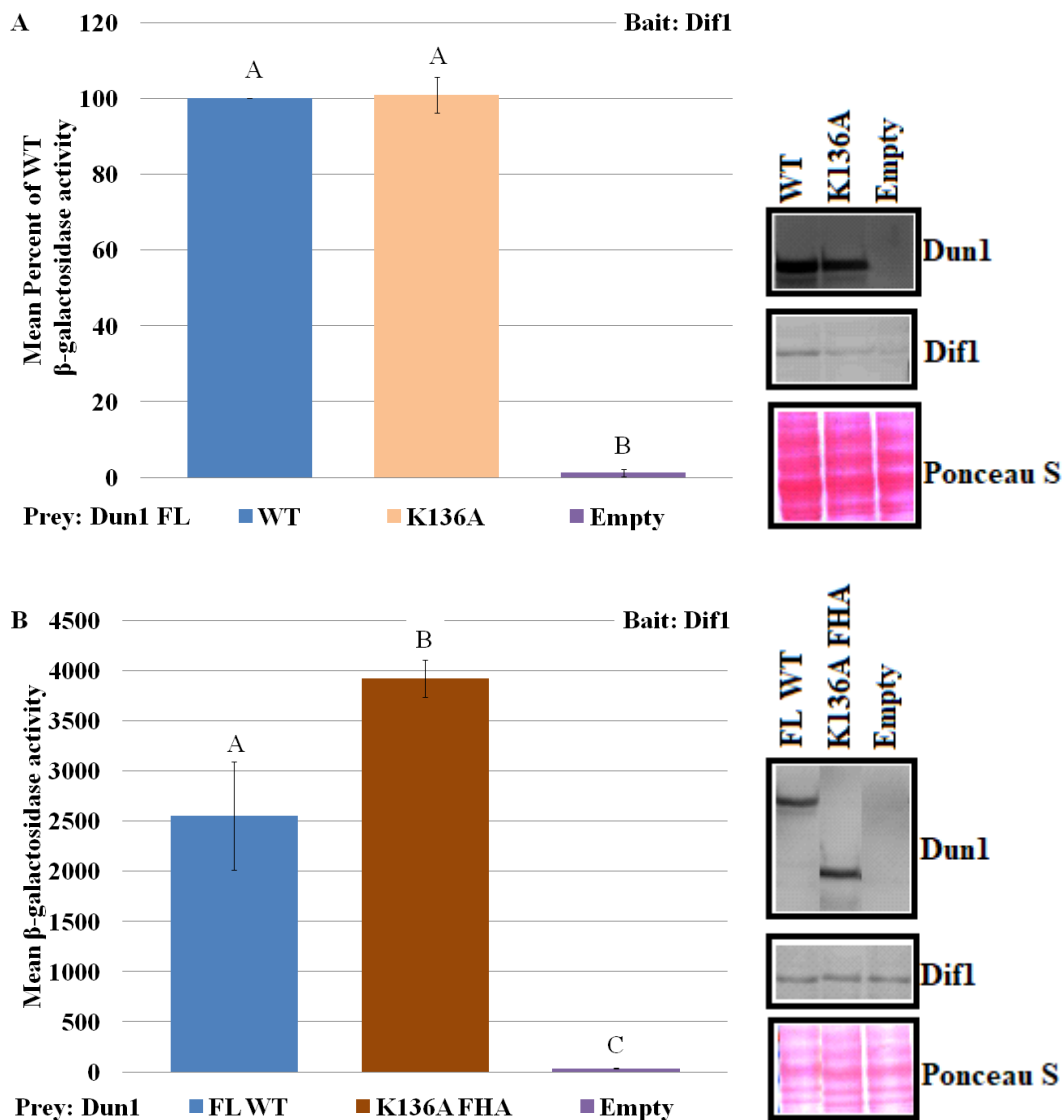 A
Bait: Dif1
Mean Percent of WT
β-galactosidase activity
120
100
80
60
40
20
0
A
A
B
Prey: Dun1 FL
WT
K136A
Empty
WT
K136A
Empty
Dun1
Dif1
Ponceau S
B
Bait: Dif1
Mean β-galactosidase activity
4500
4000
3500
3000
2500
2000
1500
1000
500
0
A
B
C
Prey: Dun1
FL WT
K136A FHA
Empty
FL WT
K136A FHA
Empty
Dun1
Dif1
Ponceau S